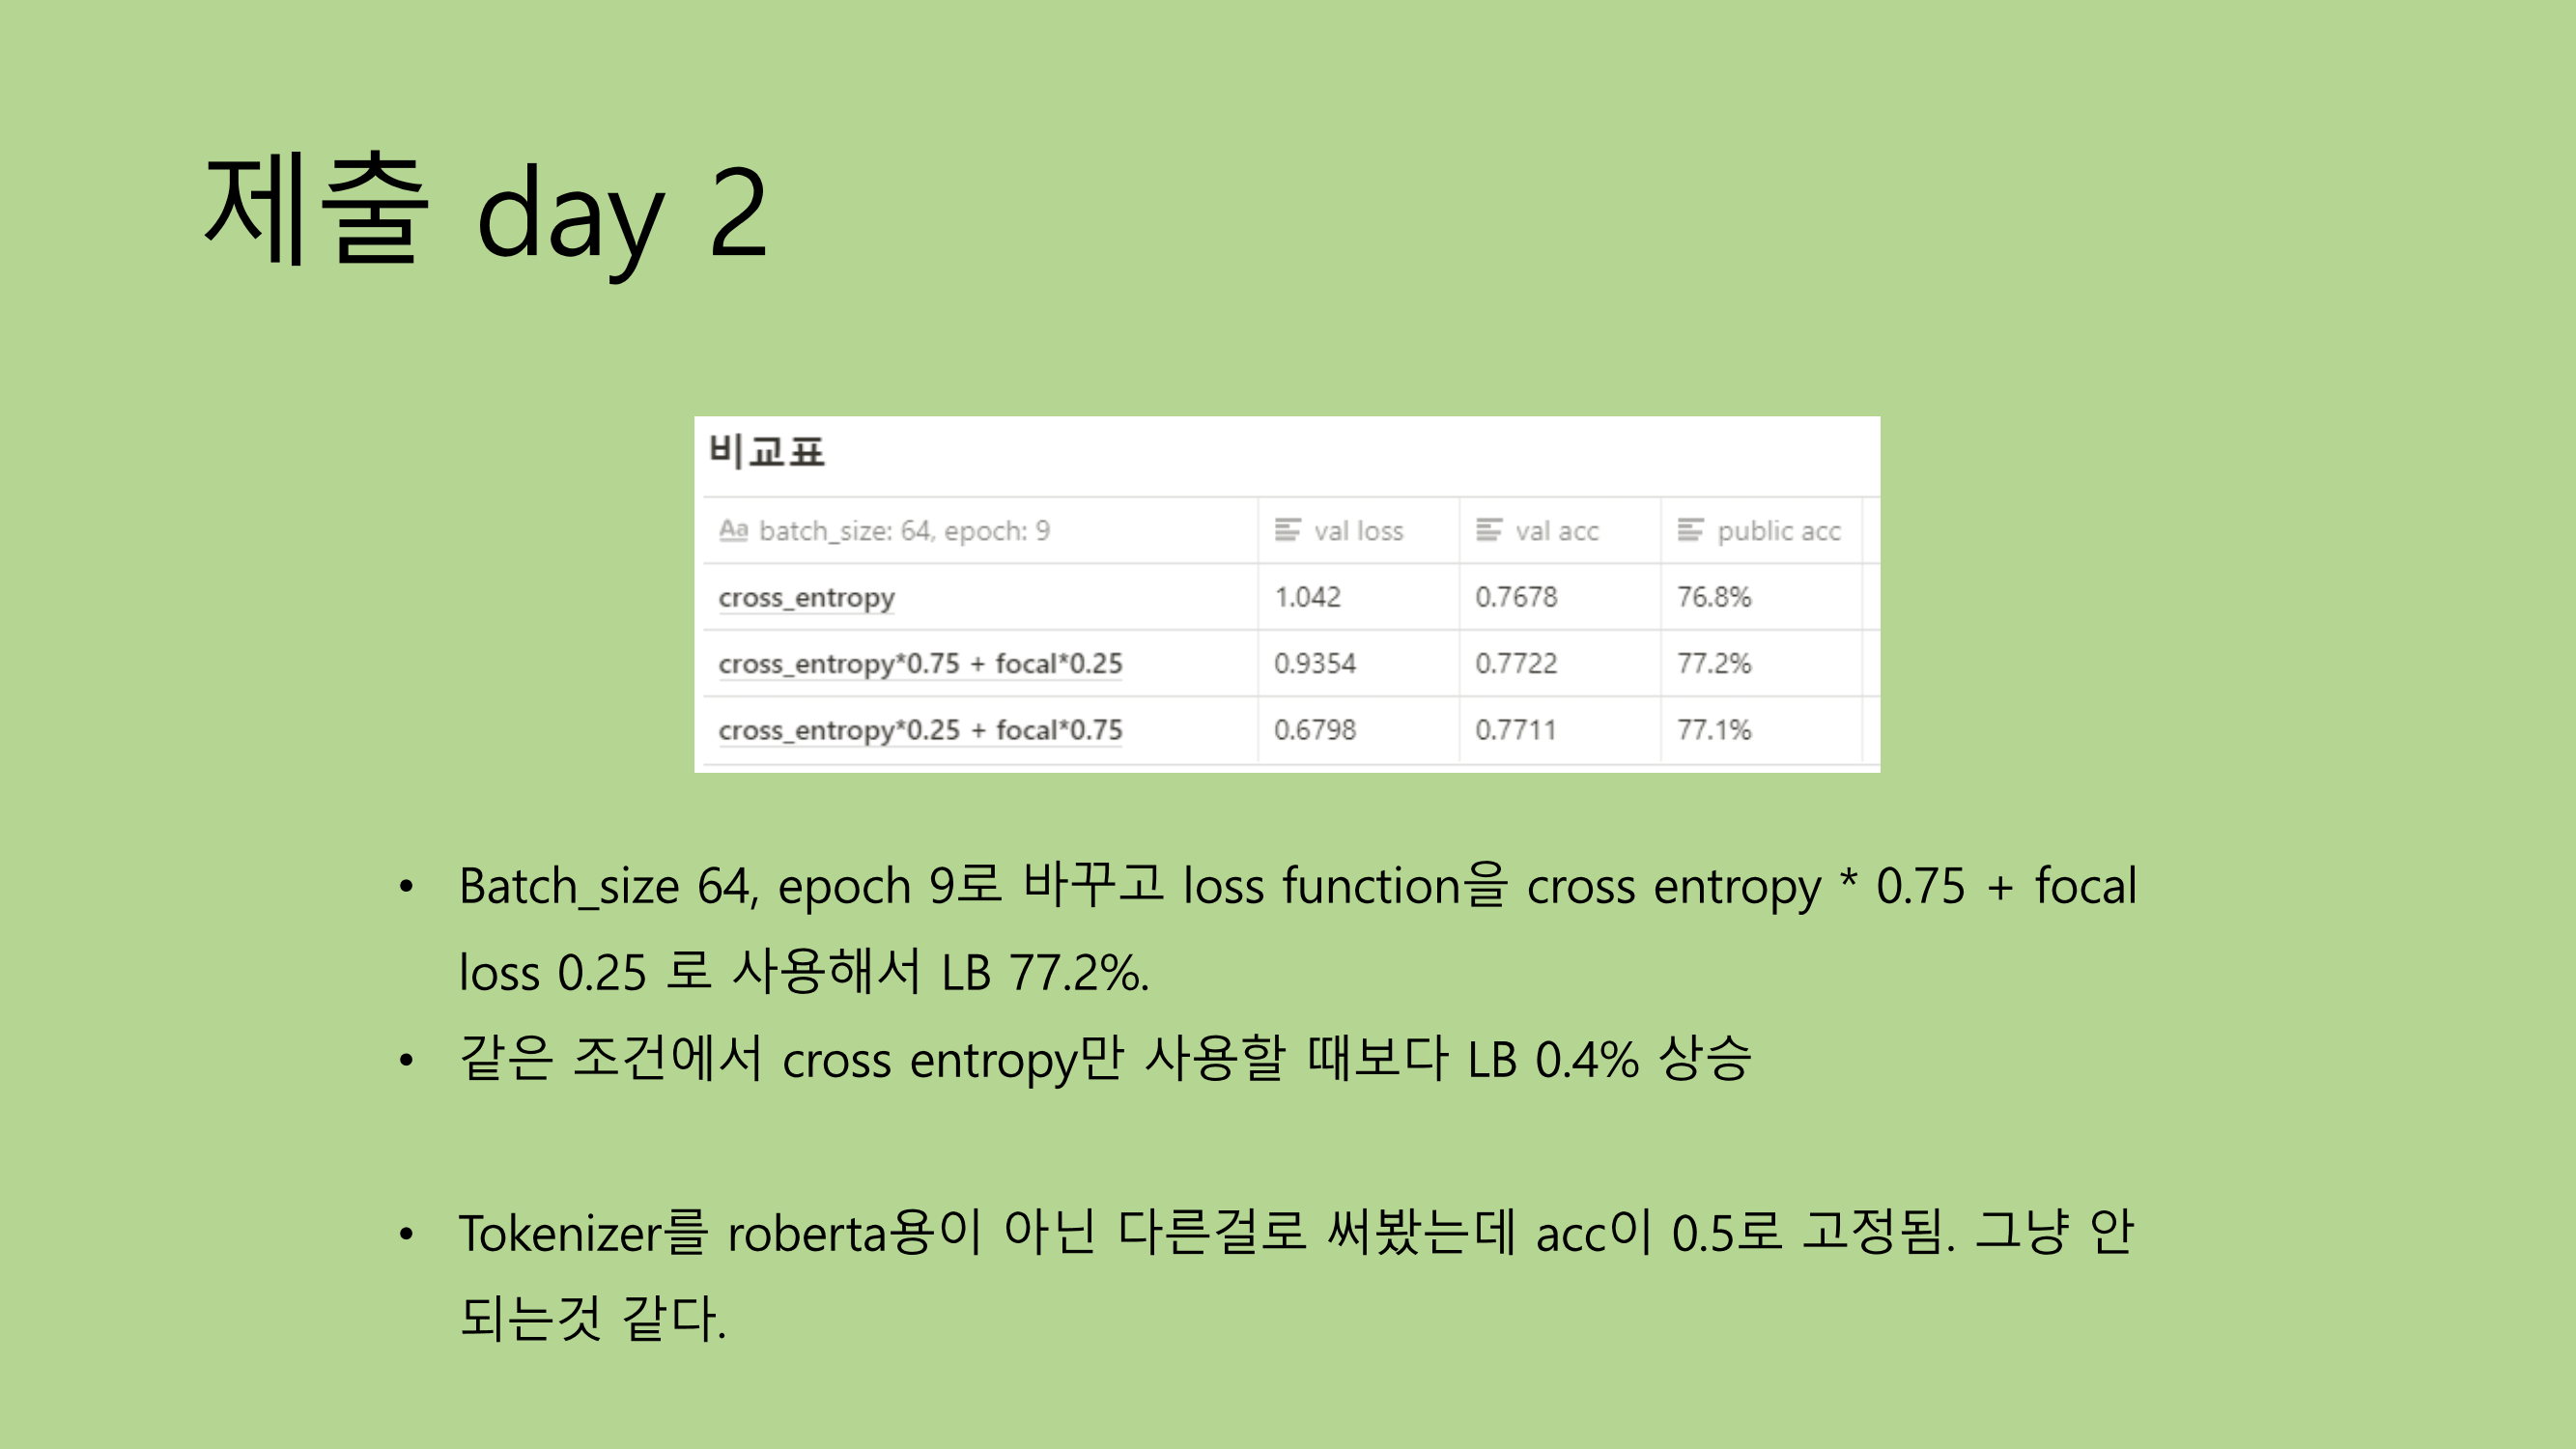 제출 day 2
비교표
Aa batch_size: 64, epoch: 9 val loss val acc public acc
cross_entropy 1.042 0.7678 76.8%
cross_entropy*0.75 + focal*0.25 0.9354 0.7722 77.2%
cross_entropy*0.25 + focal*0.75 0.6798 0.7711 77.1%
• Batch_size 64, epoch 9로 바꾸고 loss function을 cross entropy * 0.75 + focal
loss 0.25 로 사용해서 LB 77.2%.
• 같은 조건에서 cross entropy만 사용할 때보다 LB 0.4% 상승
• Tokenizer를 roberta용이 아닌 다른걸로 써봤는데 acc이 0.5로 고정됨. 그냥 안
되는것 같다.